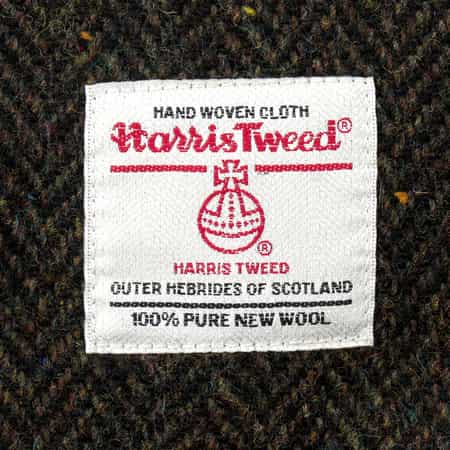 HAND WOVEN CLOTH
Harris Tweed®
®
HARRIS TWEED
OUTER HEBRIDES OF SCOTLAND
100% PURE NEW WOOL